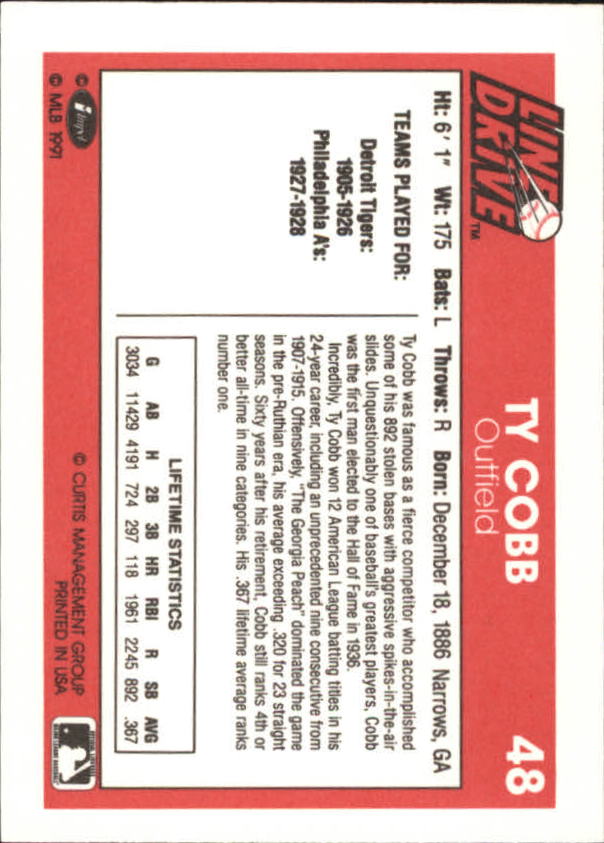 LINE
DRIVE™
TY COBB
Outfield
48
Ht: 6' 1" Wt: 175 Bats: L Throws: R Born: December 18, 1886 Narrows, GA
TEAMS PLAYED FOR:
Detroit Tigers:
1905-1926
Philadelphia A's:
1927-1928
Ty Cobb was famous as a fierce competitor who accomplished
some of his 892 stolen bases with aggressive spikes-in-the-air
slides. Unquestionably one of baseball's greatest players, Cobb
was the first man elected to the Hall of Fame in 1936.
Incredibly, Ty Cobb won 12 American League batting titles in his
24-year career, including an unprecedented nine consecutive from
1907-1915. Offensively, "The Georgia Peach" dominated the game
in the pre-Ruthian era, his average exceeding .320 for 23 straight
seasons. Sixty years after his retirement, Cobb still ranks 4th or
better all-time in nine categories. His .367 lifetime average ranks
number one.
LIFETIME STATISTICS
G AB H 2B 3B HR RBI R SB AVG
3034 11429 4191 724 297 118 1961 2245 892 .367
© impel
© MLB 1991
© CURTIS MANAGEMENT GROUP
PRINTED IN USA